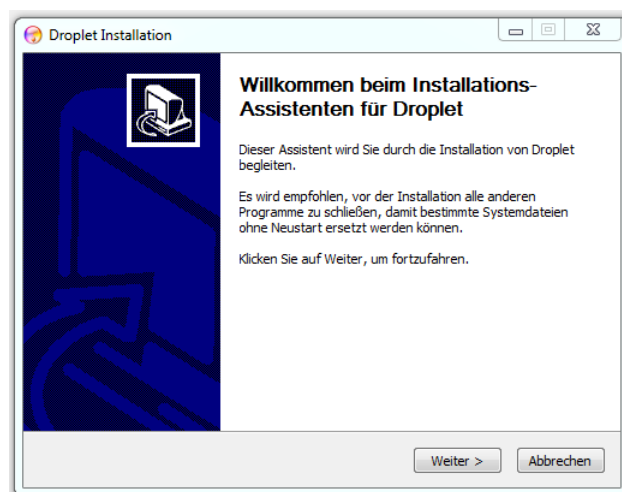 Droplet Installation
Willkommen beim Installations-
Assistenten für Droplet
Dieser Assistent wird Sie durch die Installation von Droplet
begleiten.
Es wird empfohlen, vor der Installation alle anderen
Programme zu schließen, damit bestimmte Systemdateien
ohne Neustart ersetzt werden können.
Klicken Sie auf Weiter, um fortzufahren.
Weiter > Abbrechen